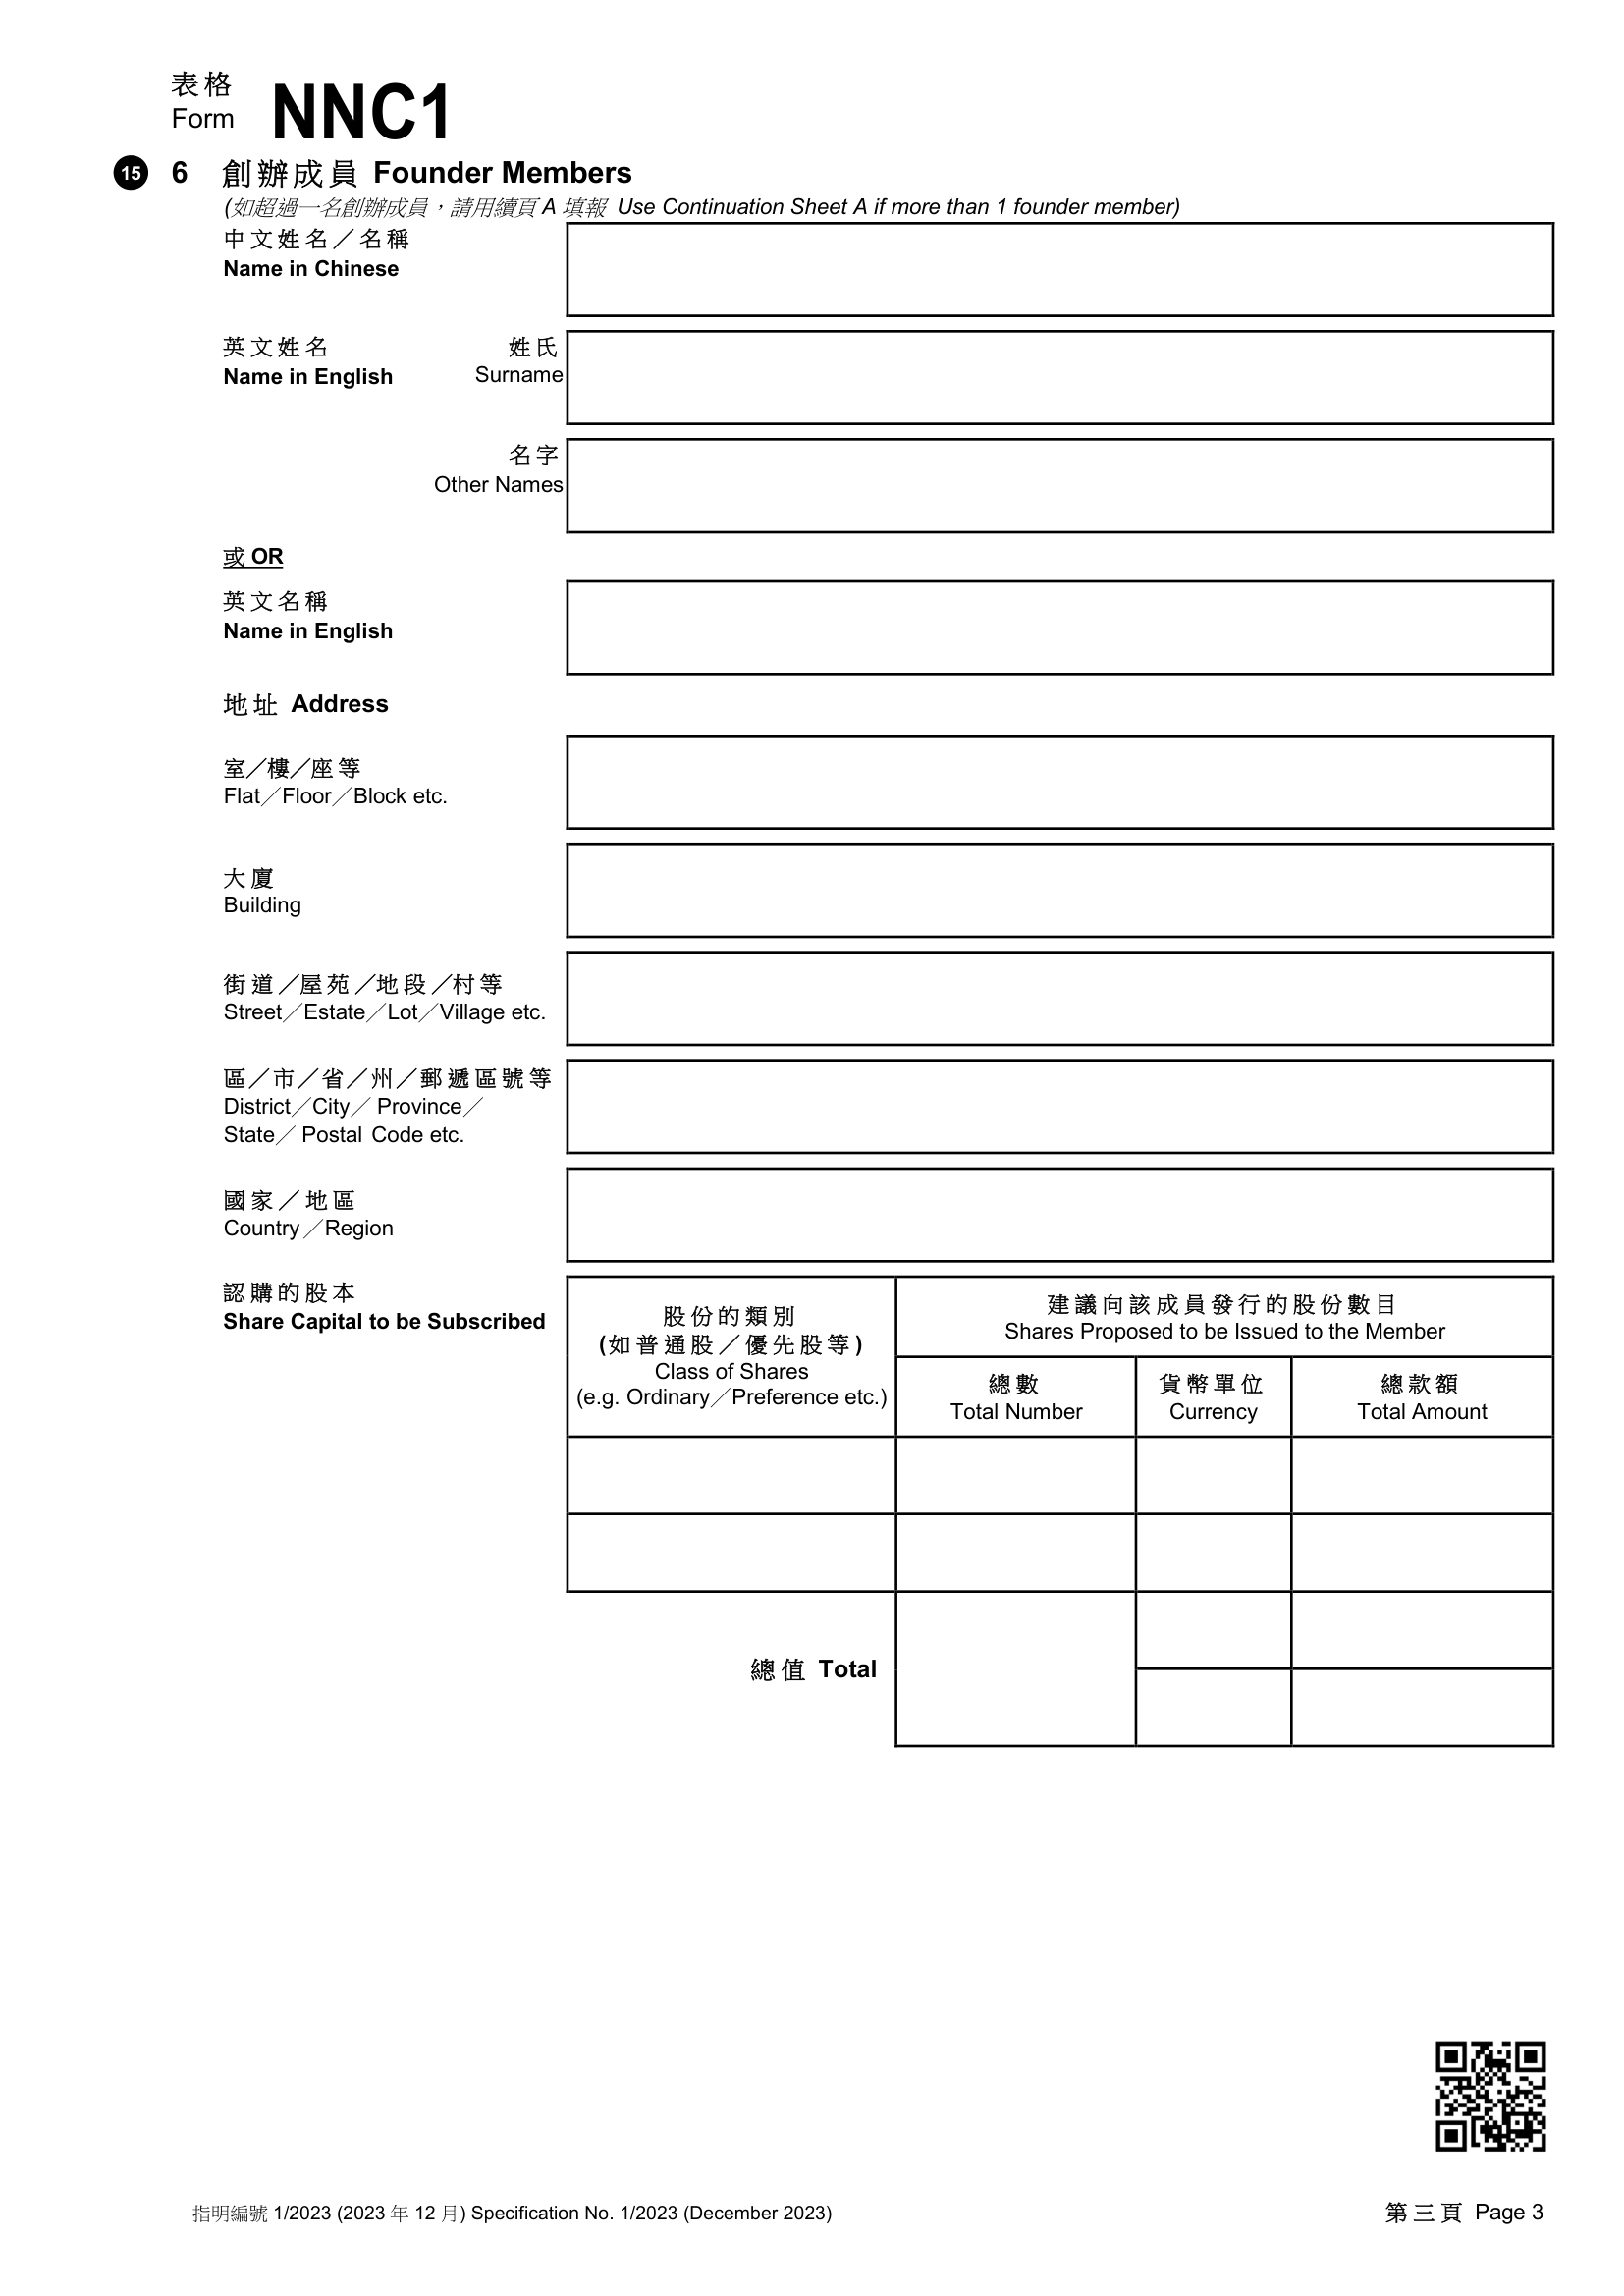 表格
Form NNC1
15 6 創辦成員 Founder Members
(如超過一名創辦成員，請用續頁 A 填報 Use Continuation Sheet A if more than 1 founder member)
中文姓名／名稱
Name in Chinese
英文姓名 姓氏
Name in English Surname
名字
Other Names
或 OR
英文名稱
Name in English
地址 Address
室／樓／座等
Flat／Floor／Block etc.
大廈
Building
街道／屋苑／地段／村等
Street／Estate／Lot／Village etc.
區／市／省／州／郵遞區號等
District／City／ Province／
State／ Postal Code etc.
國家／地區
Country／Region
認購的股本
Share Capital to be Subscribed
股份的類別
(如普通股／優先股等)
Class of Shares
(e.g. Ordinary／Preference etc.)
建議向該成員發行的股份數目
Shares Proposed to be Issued to the Member
總數 貨幣單位 總款額
Total Number Currency Total Amount
總值 Total
指明編號 1/2023 (2023 年 12 月) Specification No. 1/2023 (December 2023) 第三頁 Page 3